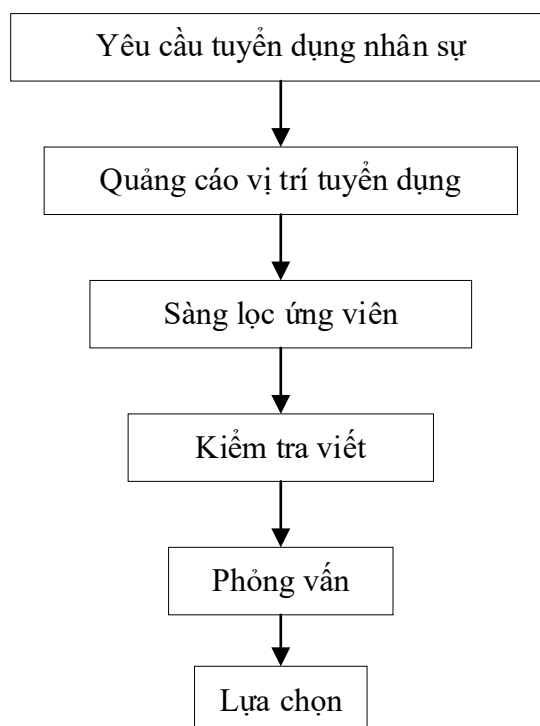 Yêu cầu tuyển dụng nhân sự
Quảng cáo vị trí tuyển dụng
Sàng lọc ứng viên
Kiểm tra viết
Phỏng vấn
Lựa chọn